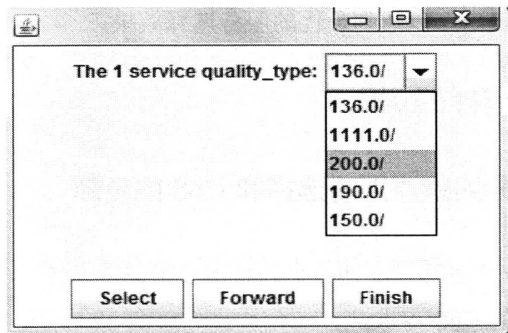 The 1 service quality_type: 136.0/
136.0/
1111.0/
200.0/
190.0/
150.0/
Select Forward Finish